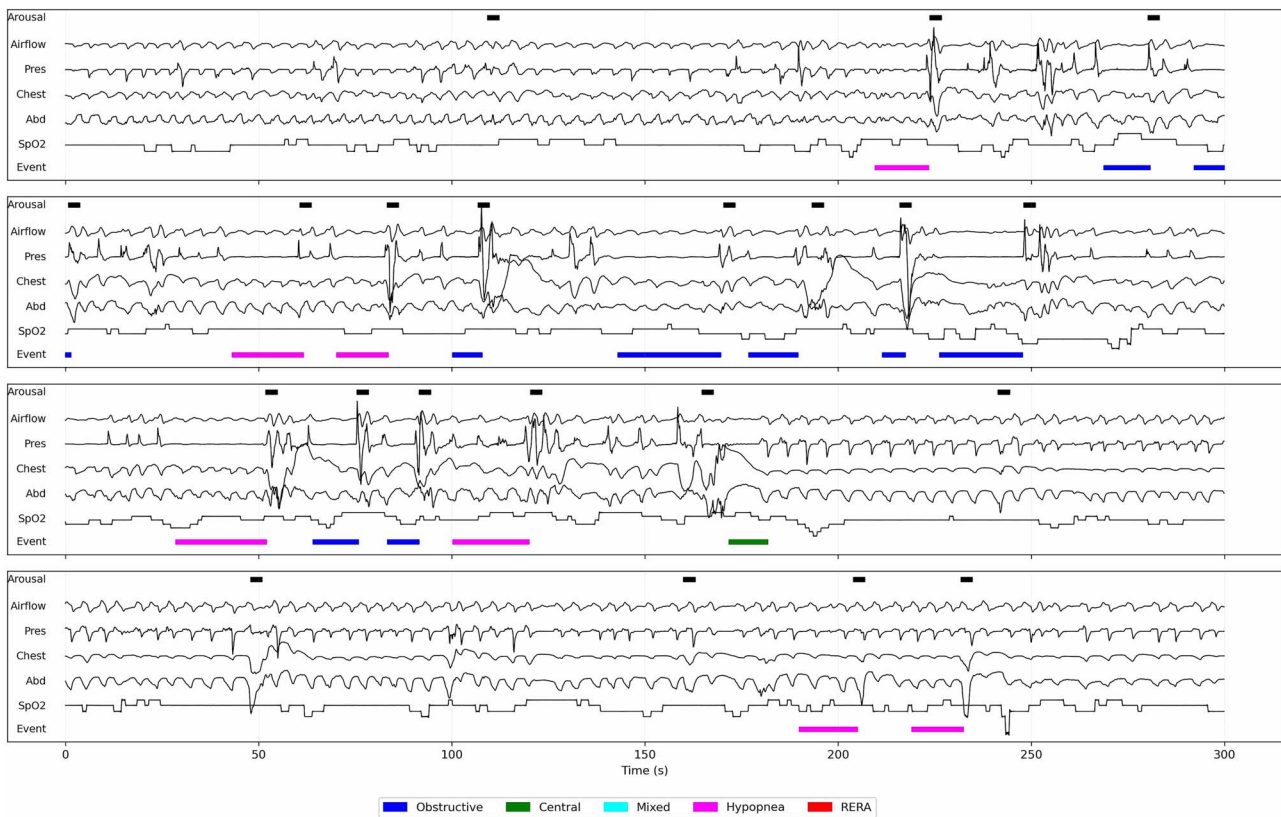 Arousal
Airflow
Pres
Chest
Abd
SpO2
Event
Arousal
Airflow
Pres
Chest
Abd
SpO2
Event
Arousal
Airflow
Pres
Chest
Abd
SpO2
Event
Arousal
Airflow
Pres
Chest
Abd
SpO2
Event
0 50 100 150 200 250 300
Time (s)
Obstructive Central Mixed Hypopnea RERA